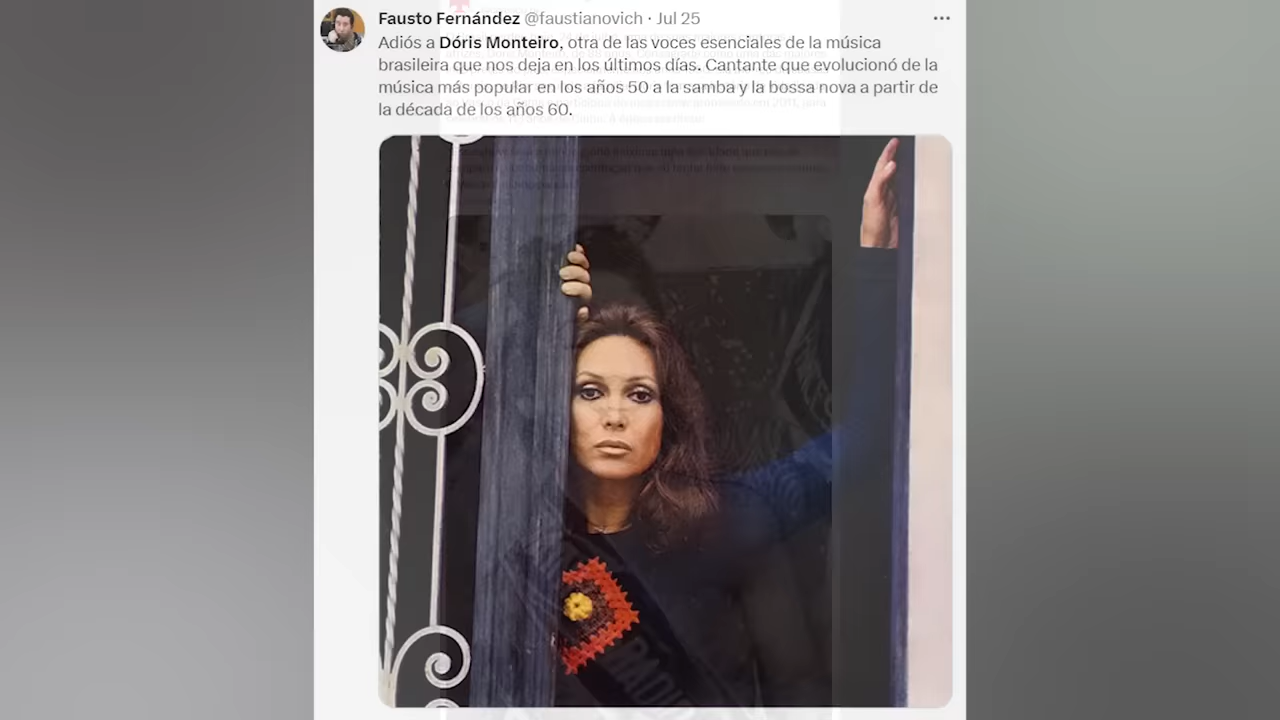 Fausto Fernández @faustianovich · Jul 25
Adiós a Dóris Monteiro, otra de las voces esenciales de la música
brasileira que nos deja en los últimos días. Cantante que evolucionó de la
música más popular en los años 50 a la samba y la bossa nova a partir de
la década de los años 60.